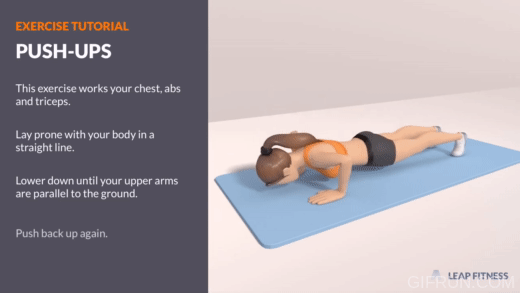 EXERCISE TUTORIAL
PUSH-UPS
This exercise works your chest, abs
and triceps.
Lay prone with your body in a
straight line.
Lower down until your upper arms
are parallel to the ground.
Push back up again.
LEAP FITNESS
GIFRUN.COM